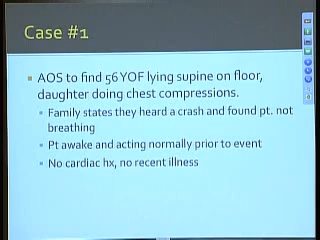 Case #1
AOS to find 56YOF lying supine on floor,
daughter doing chest compressions.
Family states they heard a crash and found pt. not
breathing
Pt awake and acting normally prior to event
No cardiac hx, no recent illness